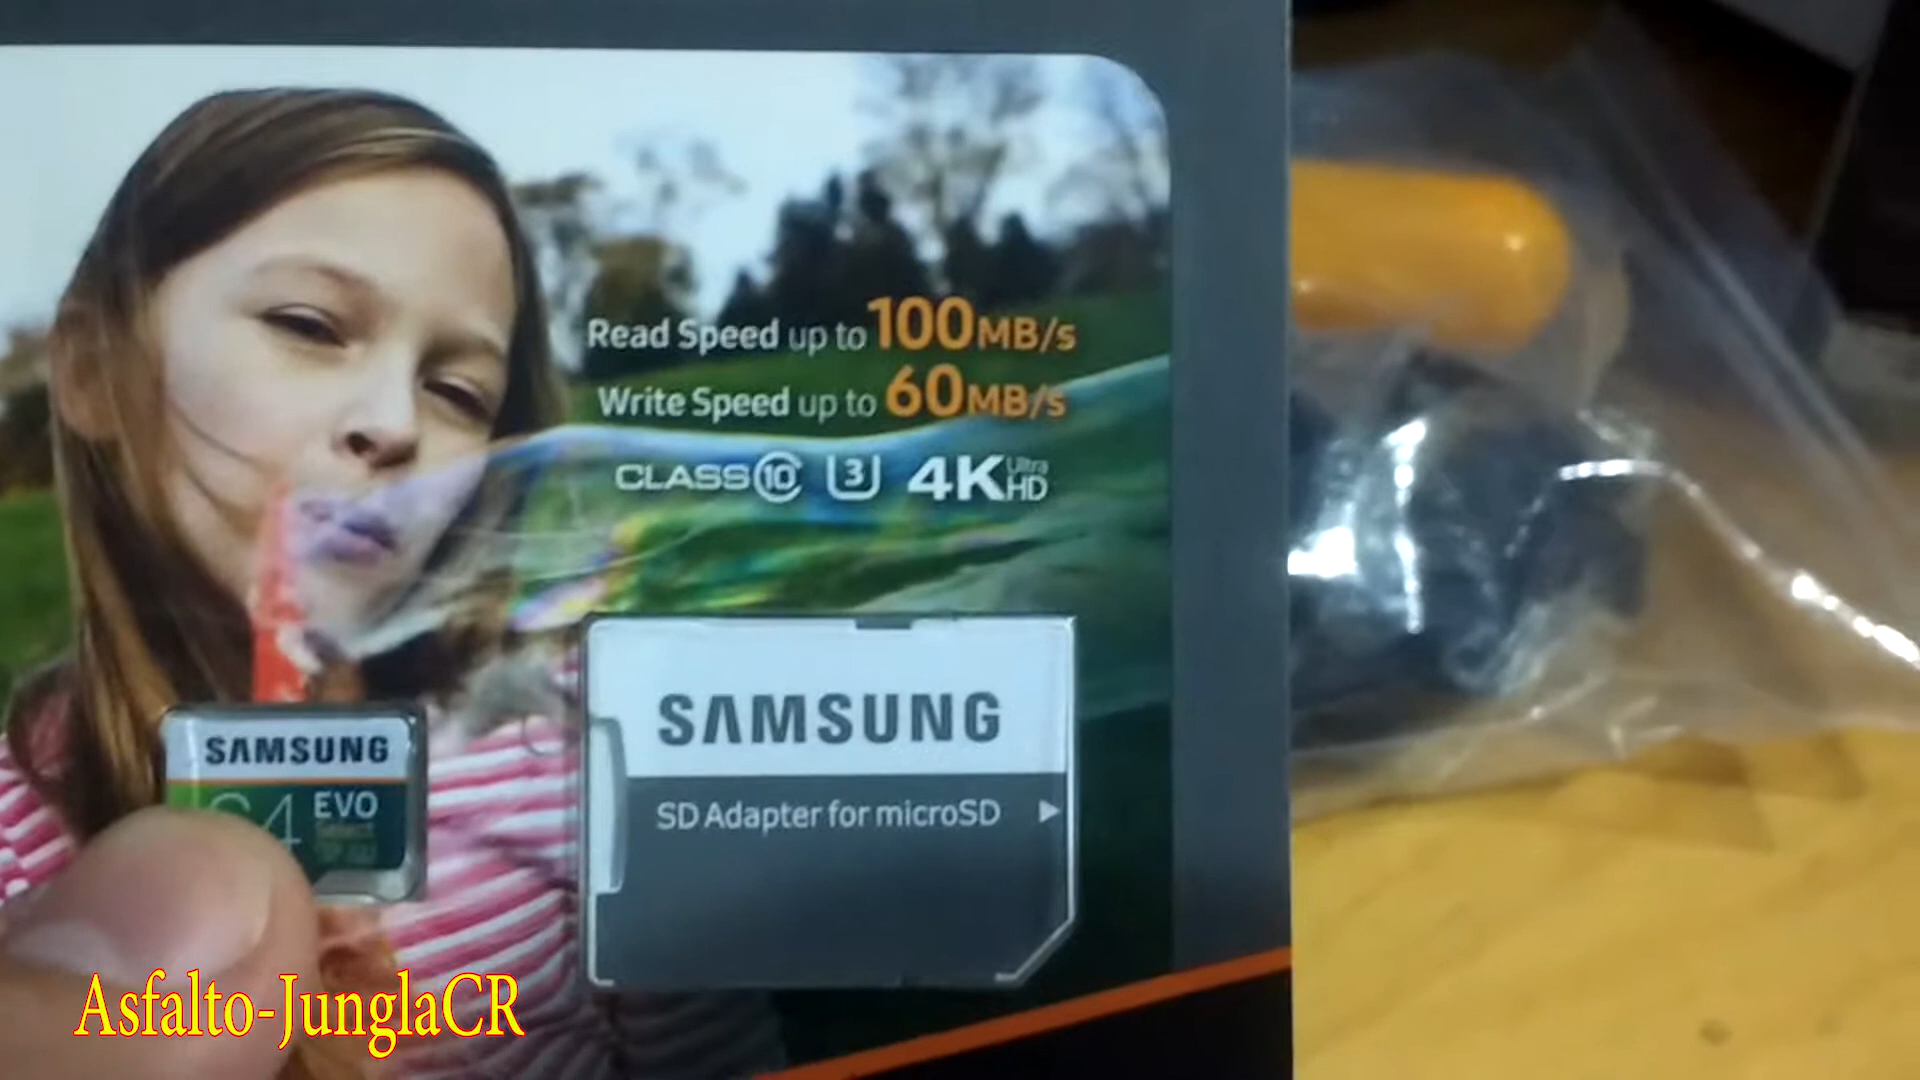 Read Speed up to 100MB/s
Write Speed up to 60MB/s
CLASS 10 U3 4K Ultra HD
SAMSUNG
EVO
Select
SAMSUNG
SD Adapter for microSD
Asfalto-JunglaCR